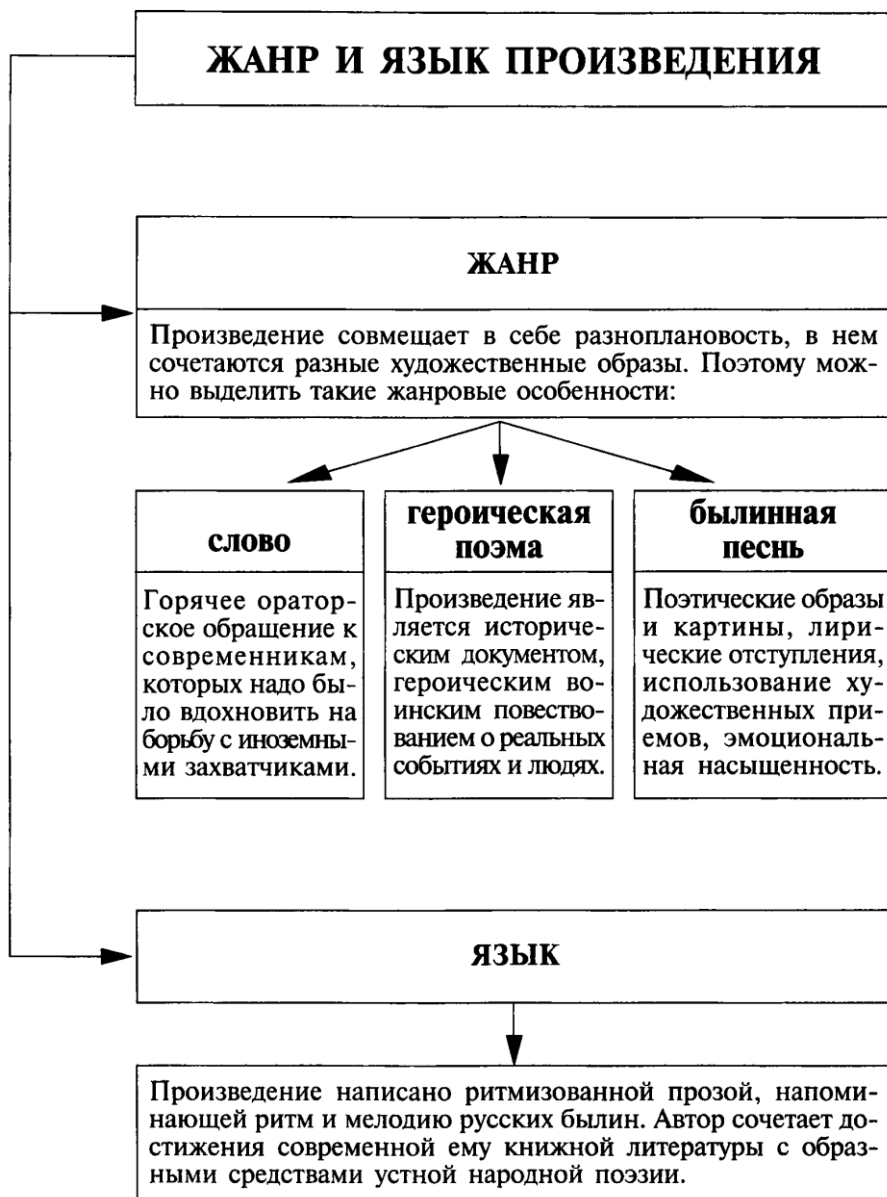 ЖАНР И ЯЗЫК ПРОИЗВЕДЕНИЯ
ЖАНР
Произведение совмещает в себе разноплановость, в нем
сочетаются разные художественные образы. Поэтому мож-
но выделить такие жанровые особенности:
слово
Горячее оратор-
ское обращение к
современникам,
которых надо бы-
ло вдохновить на
борьбу с иноземны-
ми захватчиками.
героическая
поэма
Произведение яв-
ляется историче-
ским документом,
героическим во-
инским повество-
ванием о реальных
событиях и людях.
былинная
песнь
Поэтические образы
и картины, лири-
ческие отступления,
использование ху-
дожественных при-
емов, эмоциональ-
ная насыщенность.
ЯЗЫК
Произведение написано ритмизованной прозой, напоми-
нающей ритм и мелодию русских былин. Автор сочетает до-
стижения современной ему книжной литературы с образ-
ными средствами устной народной поэзии.